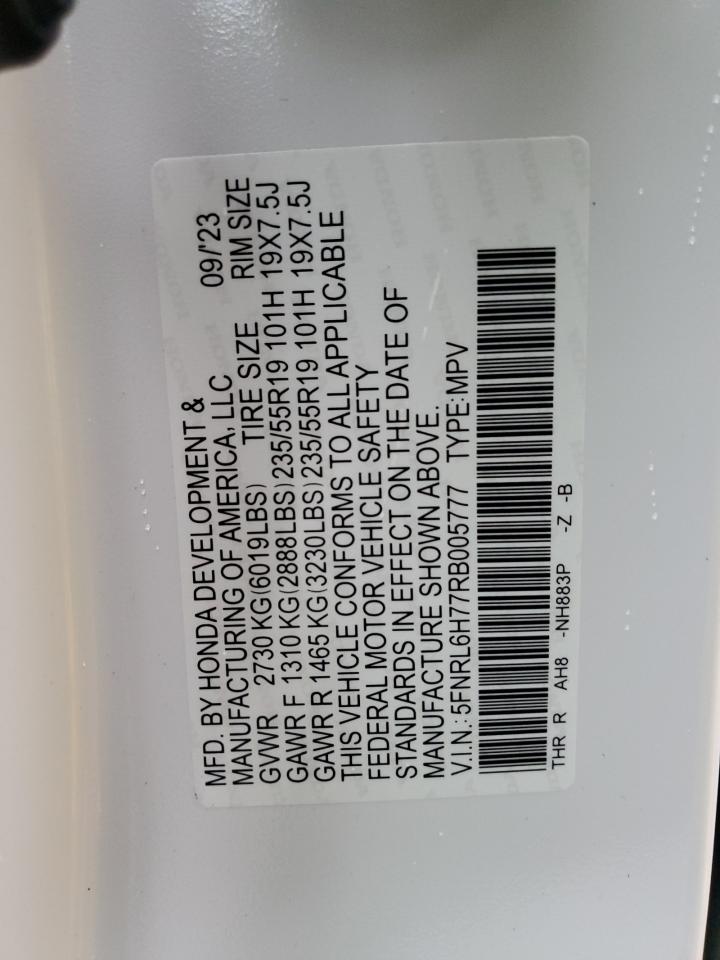 MFD. BY HONDA DEVELOPMENT &
MANUFACTURING OF AMERICA, LLC 09/'23
GVWR 2730 KG(6019LBS) TIRE SIZE RIM SIZE
GAWR F 1310 KG(2888LBS)235/55R19 101H 19X7.5J
GAWR R 1465 KG(3230LBS)235/55R19 101H 19X7.5J
THIS VEHICLE CONFORMS TO ALL APPLICABLE
FEDERAL MOTOR VEHICLE SAFETY
STANDARDS IN EFFECT ON THE DATE OF
MANUFACTURE SHOWN ABOVE.
V.I.N.: 5FNRL6H77RB005777 TYPE:MPV
THR R AH8 -NH883P -Z -B